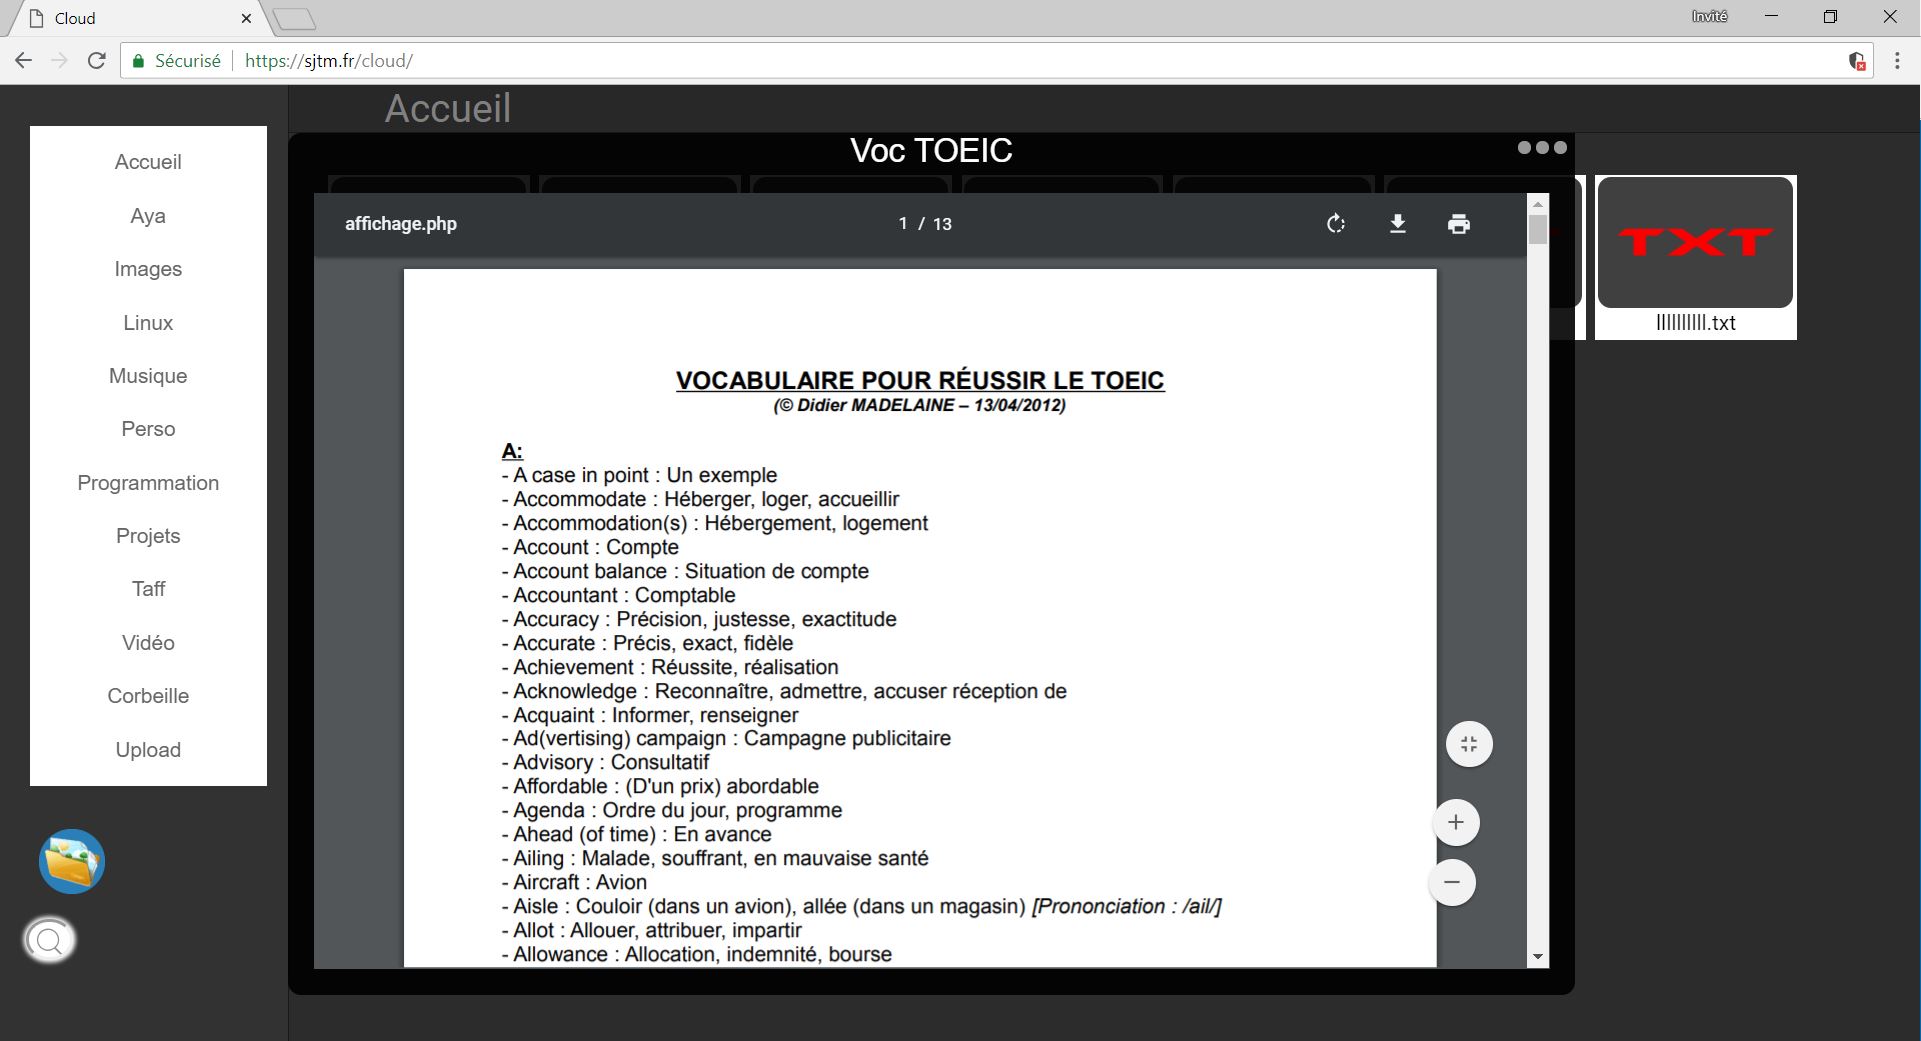 Cloud
Invité
Sécurisé
https://sjtm.fr/cloud/
Accueil
Accueil
Aya
Images
Linux
Musique
Perso
Programmation
Projets
Taff
Vidéo
Corbeille
Upload
Voc TOEIC
affichage.php
1 / 13
VOCABULAIRE POUR RÉUSSIR LE TOEIC
(© Didier MADELAINE – 13/04/2012)
A:
- A case in point : Un exemple
- Accommodate : Héberger, loger, accueillir
- Accommodation(s) : Hébergement, logement
- Account : Compte
- Account balance : Situation de compte
- Accountant : Comptable
- Accuracy : Précision, justesse, exactitude
- Accurate : Précis, exact, fidèle
- Achievement : Réussite, réalisation
- Acknowledge : Reconnaître, admettre, accuser réception de
- Acquaint : Informer, renseigner
- Ad(vertising) campaign : Campagne publicitaire
- Advisory : Consultatif
- Affordable : (D'un prix) abordable
- Agenda : Ordre du jour, programme
- Ahead (of time) : En avance
- Ailing : Malade, souffrant, en mauvaise santé
- Aircraft : Avion
- Aisle : Couloir (dans un avion), allée (dans un magasin) [Prononciation : /ail/]
- Allot : Allouer, attribuer, impartir
- Allowance : Allocation, indemnité, bourse
TXT
llllllllll.txt